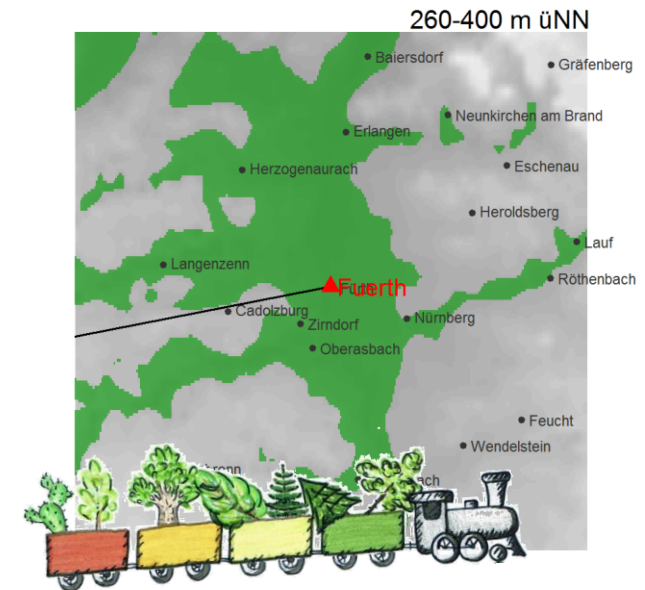 260-400 m üNN
Baiersdorf
Gräfenberg
Neunkirchen am Brand
Erlangen
Eschenau
Herzogenaurach
Heroldsberg
Lauf
Langenzenn
Röthenbach
Fuerth
Cadolzburg
Zirndorf
Nürnberg
Oberasbach
Feucht
Wendelstein